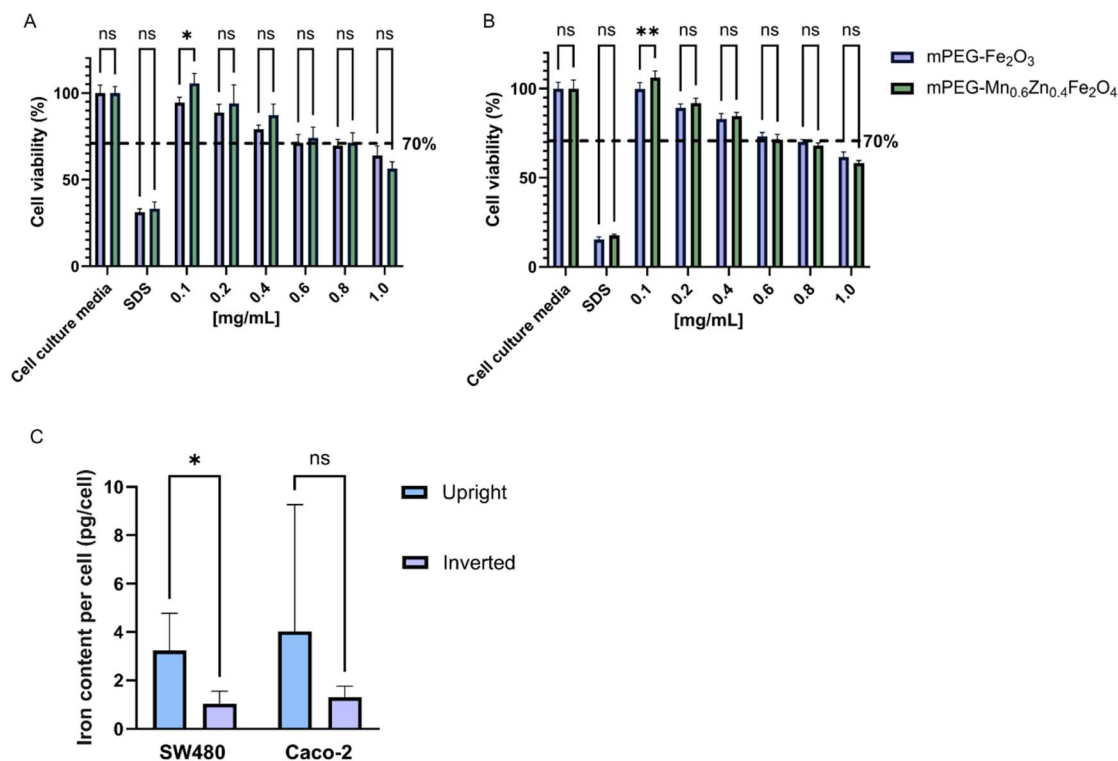 A
ns ns * ns ns ns ns ns
Cell viability (%)
100
50
0
70%
Cell culture media SDS 0.1 0.2 0.4 0.6 0.8 1.0
[mg/mL]
B
ns ns ** ns ns ns ns ns
Cell viability (%)
100
50
0
70%
Cell culture media SDS 0.1 0.2 0.4 0.6 0.8 1.0
[mg/mL]
mPEG-Fe₂O₃
mPEG-Mn₀.₆Zn₀.₄Fe₂O₄
C
* ns
Iron content per cell (pg/cell)
10
8
6
4
2
0
SW480 Caco-2
Upright
Inverted